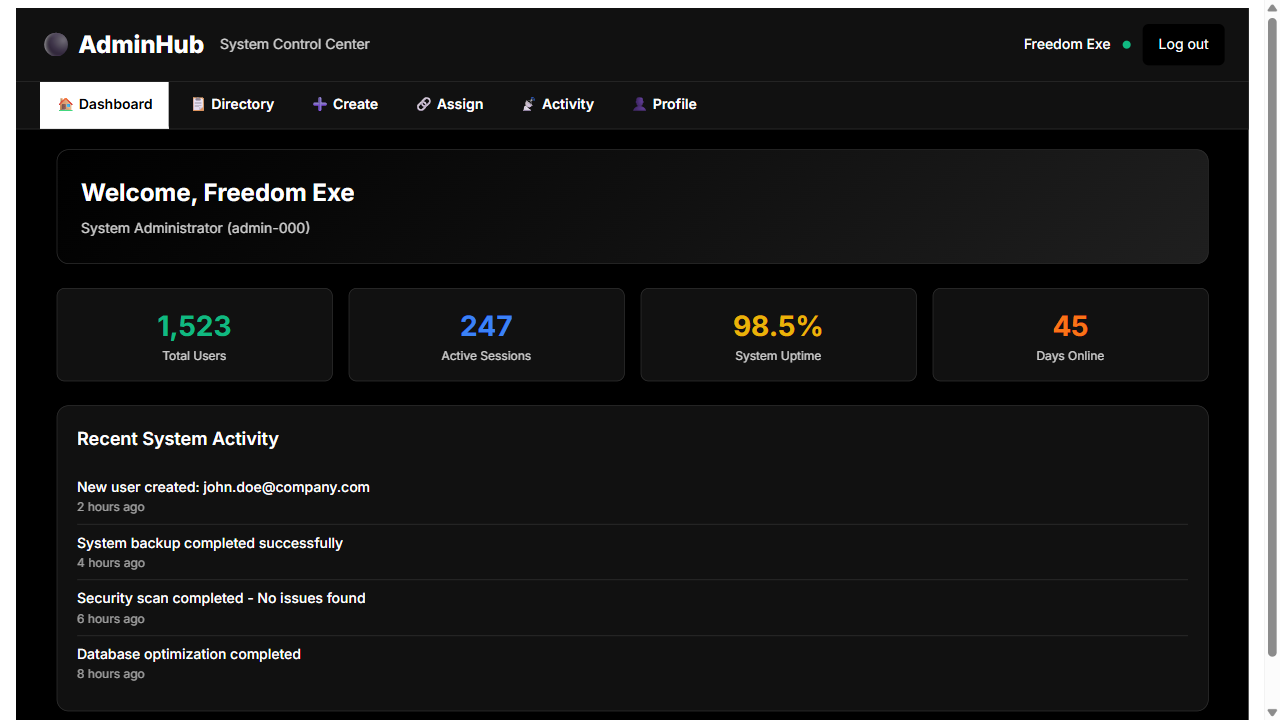 AdminHub System Control Center
Freedom Exe
Log out
Dashboard
Directory
Create
Assign
Activity
Profile
Welcome, Freedom Exe
System Administrator (admin-000)
1,523
Total Users
247
Active Sessions
98.5%
System Uptime
45
Days Online
Recent System Activity
New user created: john.doe@company.com
2 hours ago
System backup completed successfully
4 hours ago
Security scan completed - No issues found
6 hours ago
Database optimization completed
8 hours ago